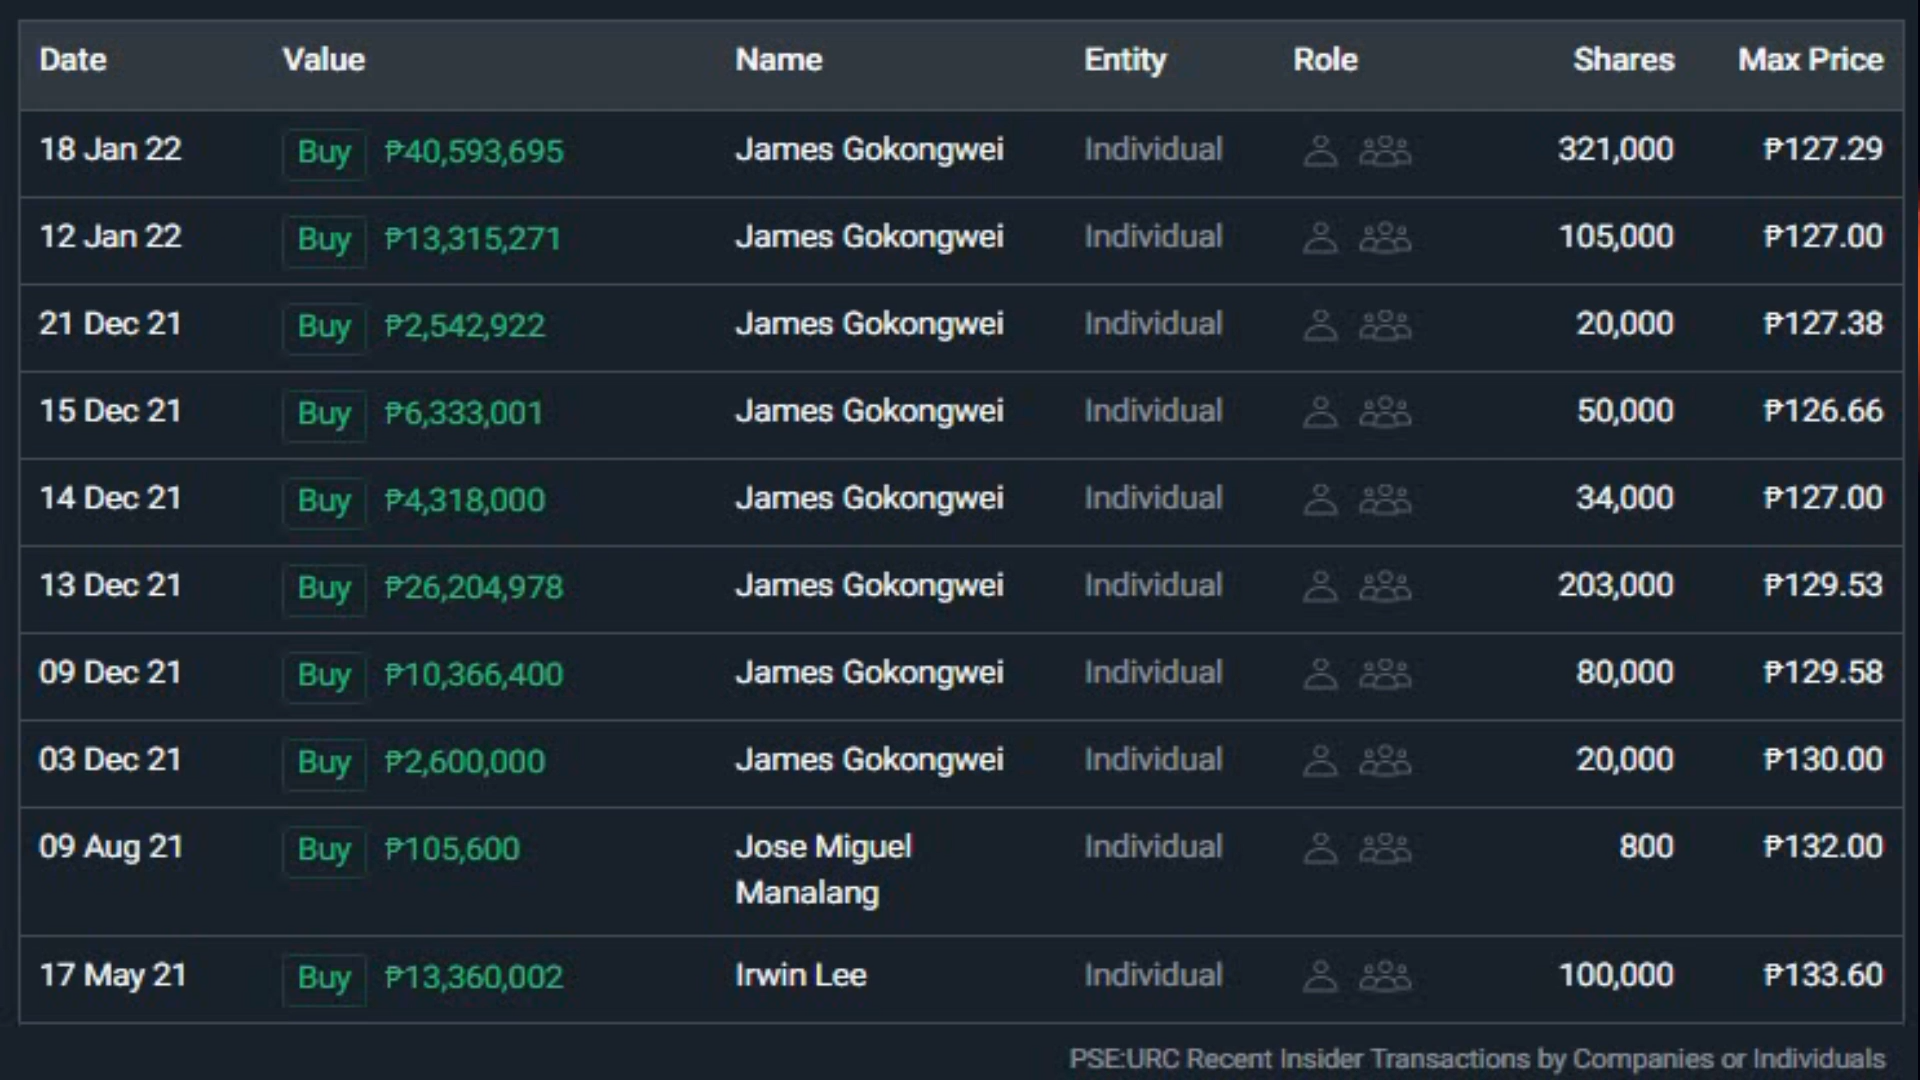 Date Value Name Entity Role Shares Max Price
18 Jan 22 Buy ₱40,593,695 James Gokongwei Individual 321,000 ₱127.29
12 Jan 22 Buy ₱13,315,271 James Gokongwei Individual 105,000 ₱127.00
21 Dec 21 Buy ₱2,542,922 James Gokongwei Individual 20,000 ₱127.38
15 Dec 21 Buy ₱6,333,001 James Gokongwei Individual 50,000 ₱126.66
14 Dec 21 Buy ₱4,318,000 James Gokongwei Individual 34,000 ₱127.00
13 Dec 21 Buy ₱26,204,978 James Gokongwei Individual 203,000 ₱129.53
09 Dec 21 Buy ₱10,366,400 James Gokongwei Individual 80,000 ₱129.58
03 Dec 21 Buy ₱2,600,000 James Gokongwei Individual 20,000 ₱130.00
09 Aug 21 Buy ₱105,600 Jose Miguel Individual 800 ₱132.00
Manalang
17 May 21 Buy ₱13,360,002 Irwin Lee Individual 100,000 ₱133.60
PSE:URC Recent Insider Transactions by Companies or Individuals